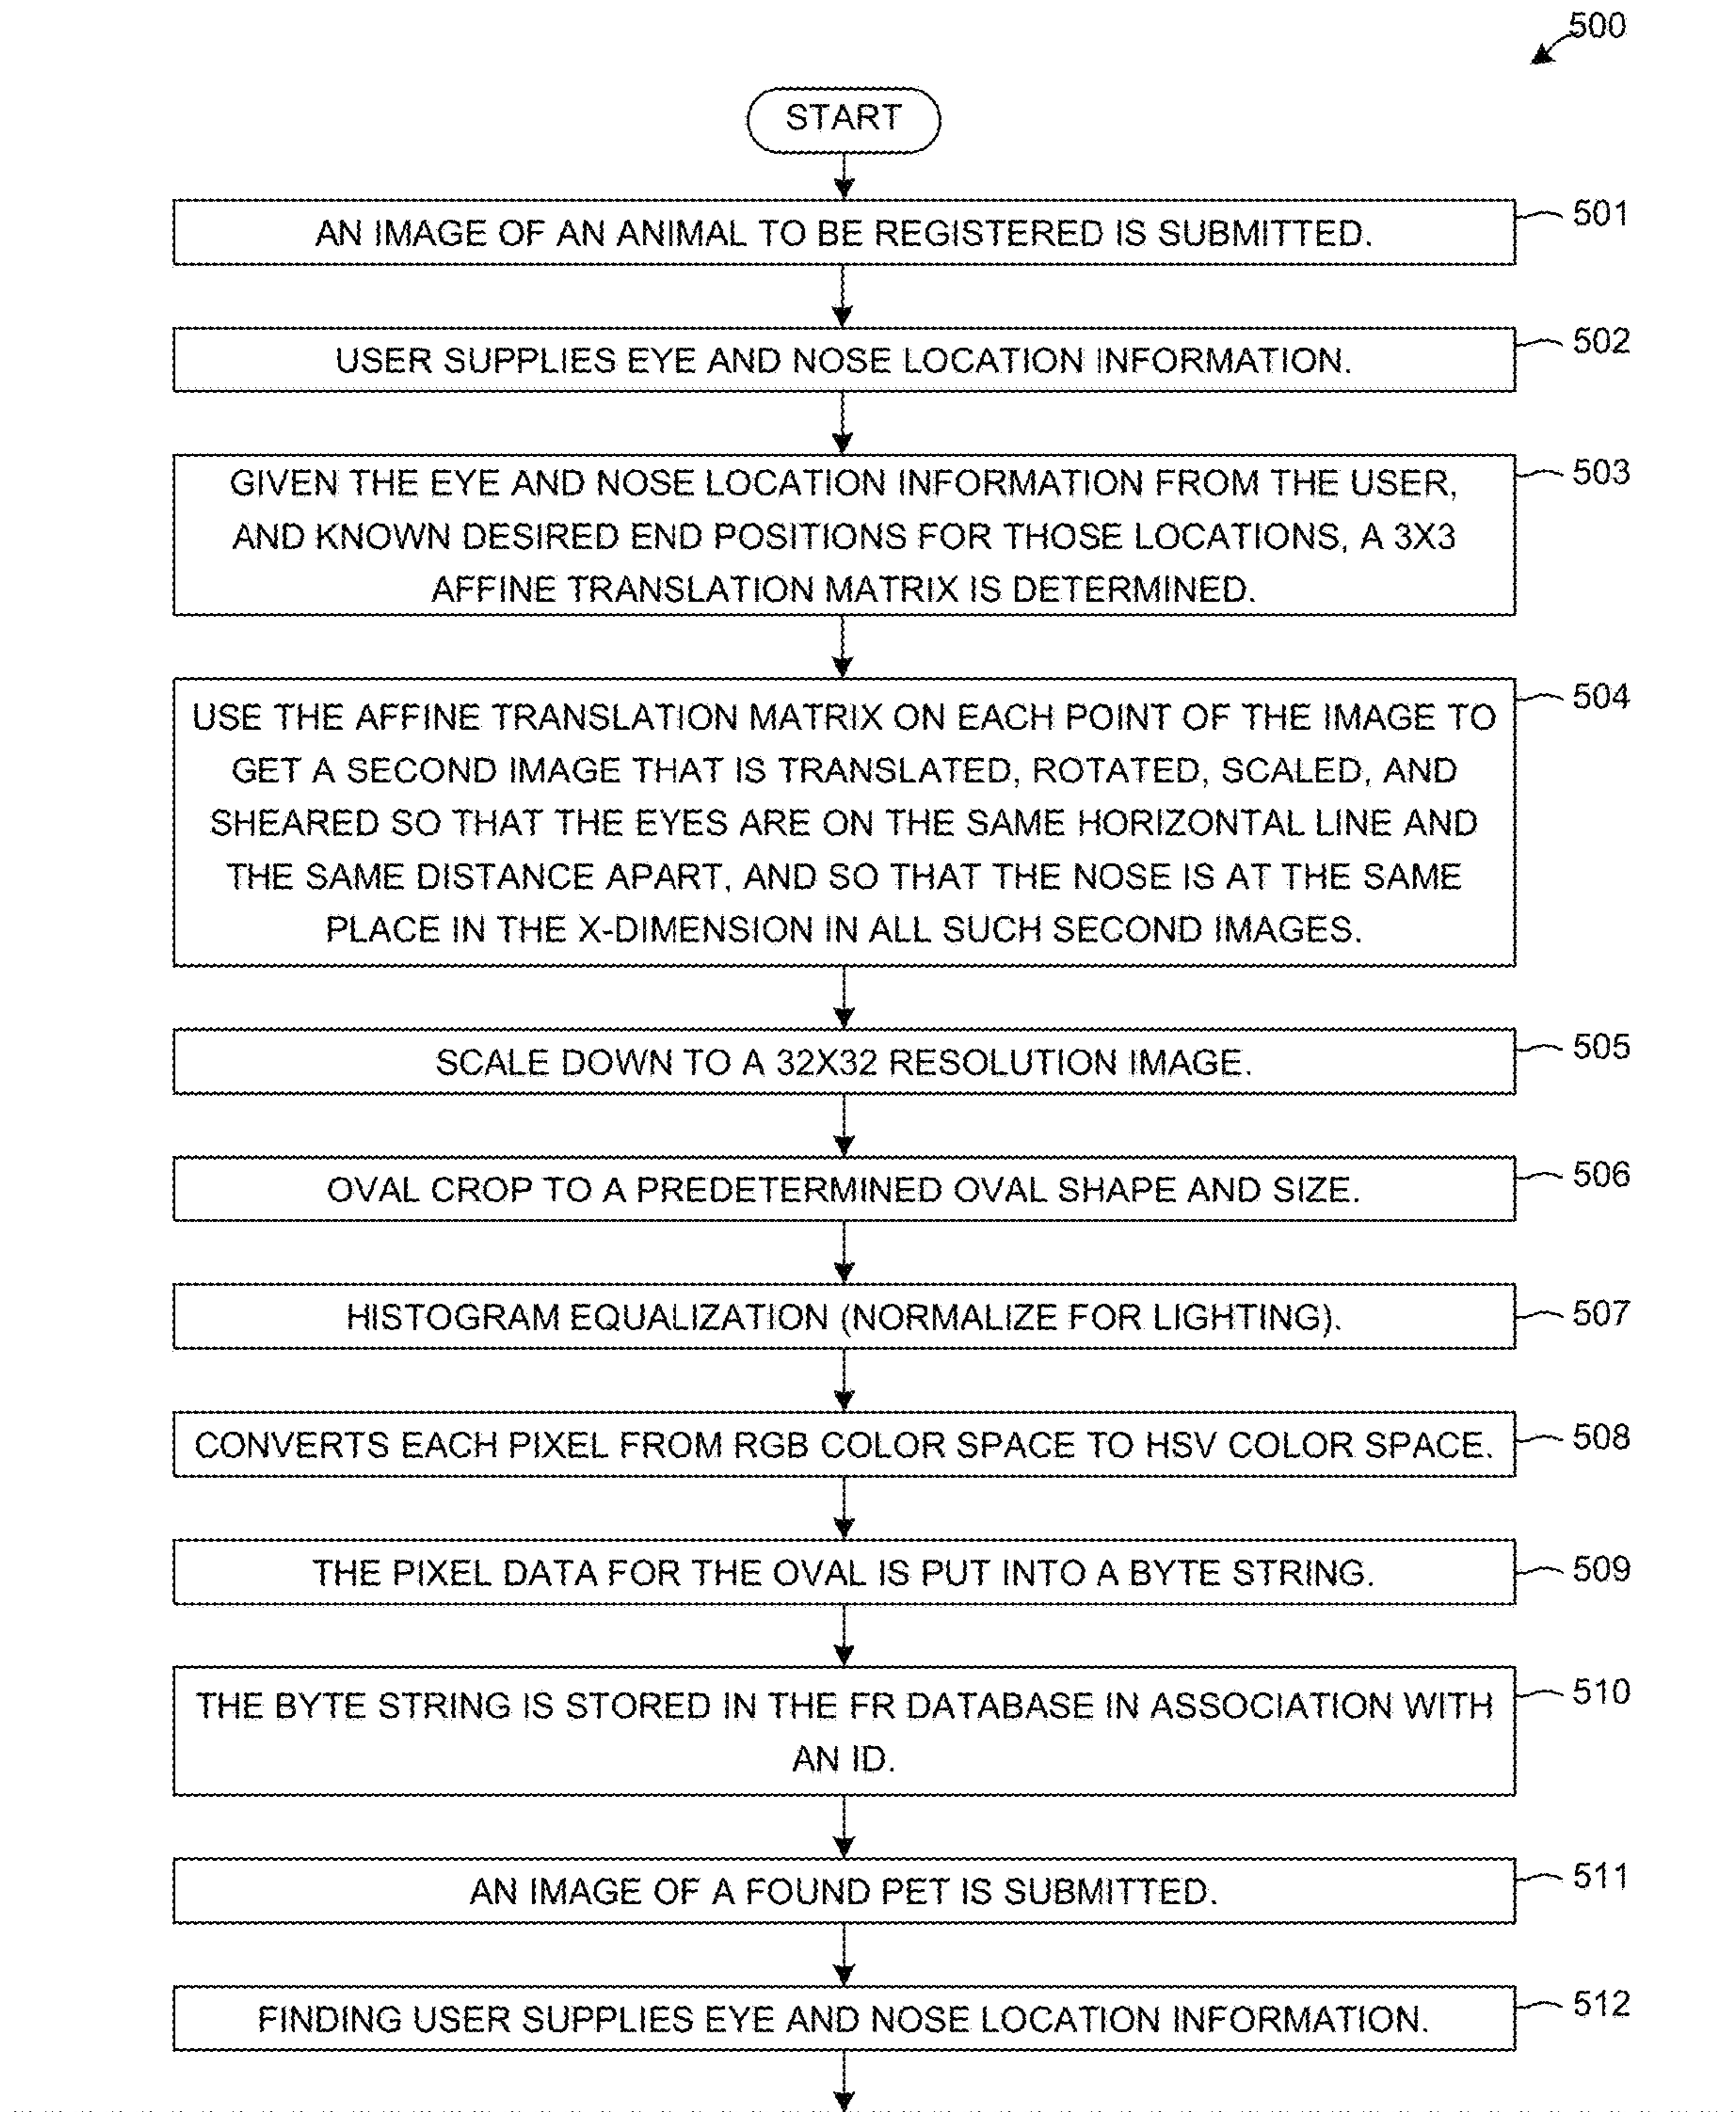 500
START
AN IMAGE OF AN ANIMAL TO BE REGISTERED IS SUBMITTED.
501
USER SUPPLIES EYE AND NOSE LOCATION INFORMATION.
502
GIVEN THE EYE AND NOSE LOCATION INFORMATION FROM THE USER,
AND KNOWN DESIRED END POSITIONS FOR THOSE LOCATIONS, A 3X3
AFFINE TRANSLATION MATRIX IS DETERMINED.
503
USE THE AFFINE TRANSLATION MATRIX ON EACH POINT OF THE IMAGE TO
GET A SECOND IMAGE THAT IS TRANSLATED, ROTATED, SCALED, AND
SHEARED SO THAT THE EYES ARE ON THE SAME HORIZONTAL LINE AND
THE SAME DISTANCE APART, AND SO THAT THE NOSE IS AT THE SAME
PLACE IN THE X-DIMENSION IN ALL SUCH SECOND IMAGES.
504
SCALE DOWN TO A 32X32 RESOLUTION IMAGE.
505
OVAL CROP TO A PREDETERMINED OVAL SHAPE AND SIZE.
506
HISTOGRAM EQUALIZATION (NORMALIZE FOR LIGHTING).
507
CONVERTS EACH PIXEL FROM RGB COLOR SPACE TO HSV COLOR SPACE.
508
THE PIXEL DATA FOR THE OVAL IS PUT INTO A BYTE STRING.
509
THE BYTE STRING IS STORED IN THE FR DATABASE IN ASSOCIATION WITH
AN ID.
510
AN IMAGE OF A FOUND PET IS SUBMITTED.
511
FINDING USER SUPPLIES EYE AND NOSE LOCATION INFORMATION.
512